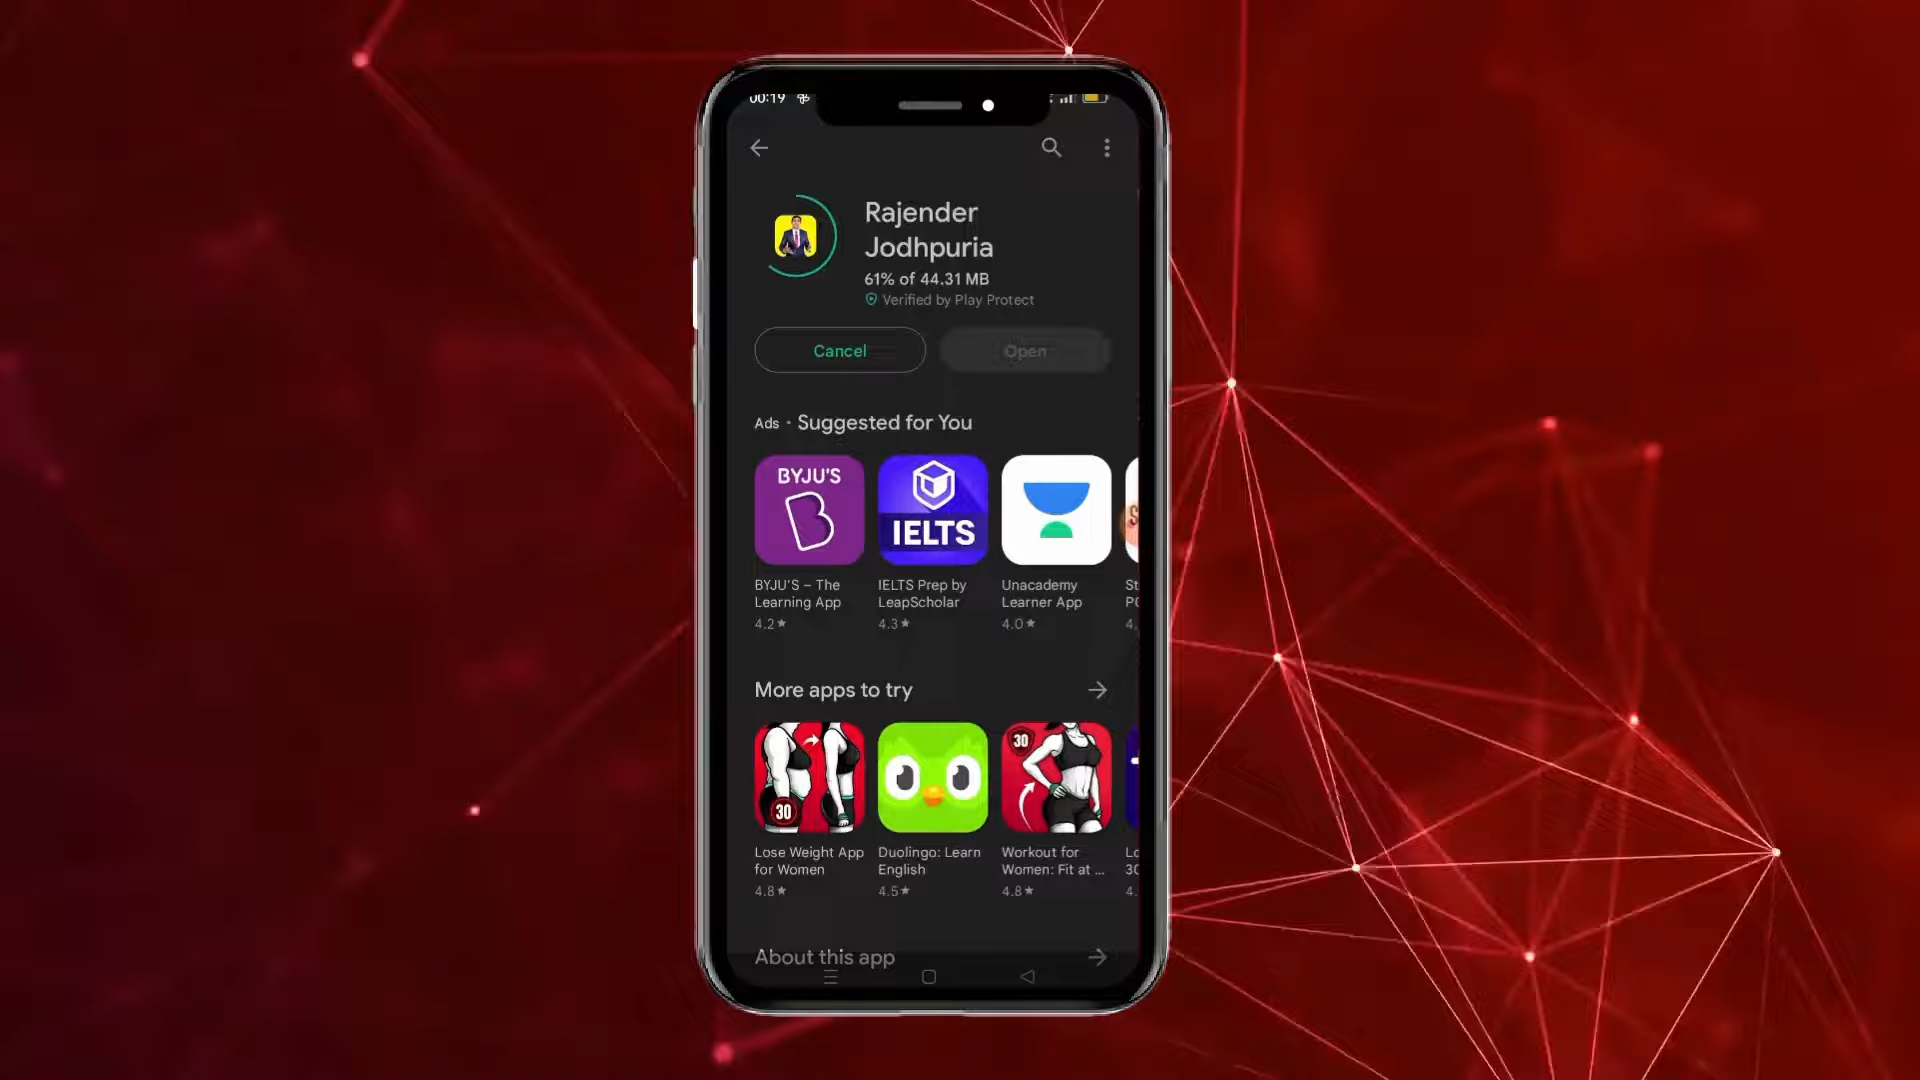 00:19
Rajender
Jodhpuria
61% of 44.31 MB
Verified by Play Protect
Cancel
Open
Ads · Suggested for You
BYJU'S
B
IELTS
BYJU'S – The
Learning App
4.2★
IELTS Prep by
LeapScholar
4.3★
Unacademy
Learner App
4.0★
St
4.
More apps to try
30
30
Lose Weight App
for Women
4.8★
Duolingo: Learn
English
4.5★
Workout for
Women: Fit at ...
4.8★
4.
About this app